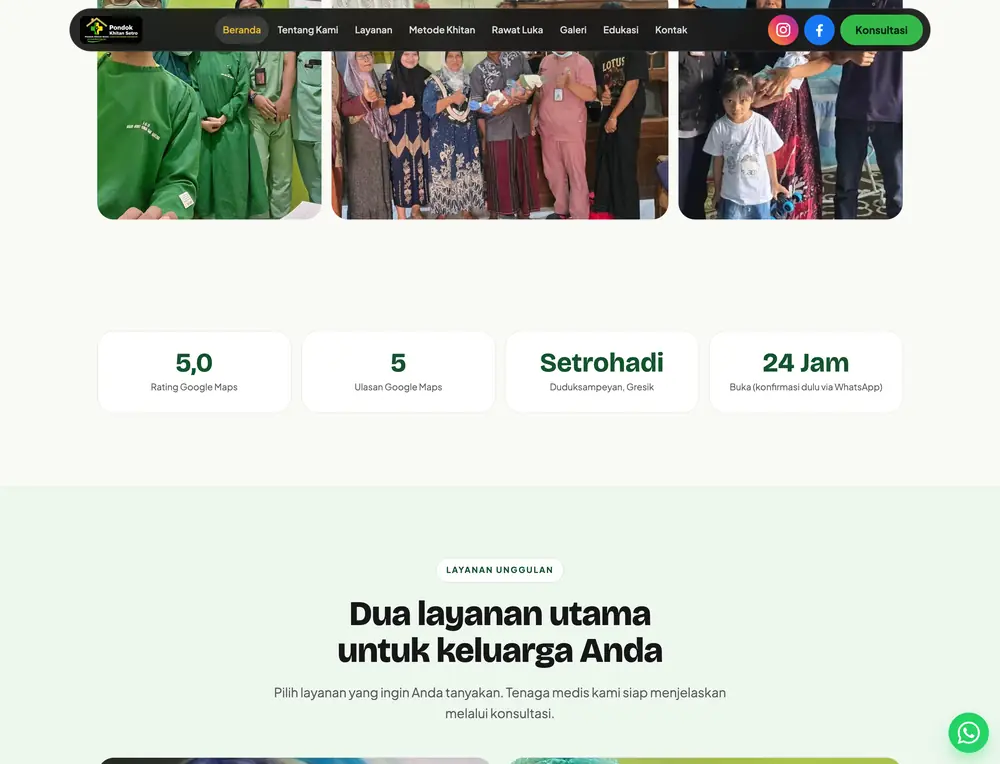 Pondok
Khitan Setro
Beranda
Tentang Kami
Layanan
Metode Khitan
Rawat Luka
Galeri
Edukasi
Kontak
Konsultasi
LOTUS
5,0
Rating Google Maps
5
Ulasan Google Maps
Setrohadi
Duduksampeyan, Gresik
24 Jam
Buka (konfirmasi dulu via WhatsApp)
LAYANAN UNGGULAN
Dua layanan utama
untuk keluarga Anda
Pilih layanan yang ingin Anda tanyakan. Tenaga medis kami siap menjelaskan
melalui konsultasi.